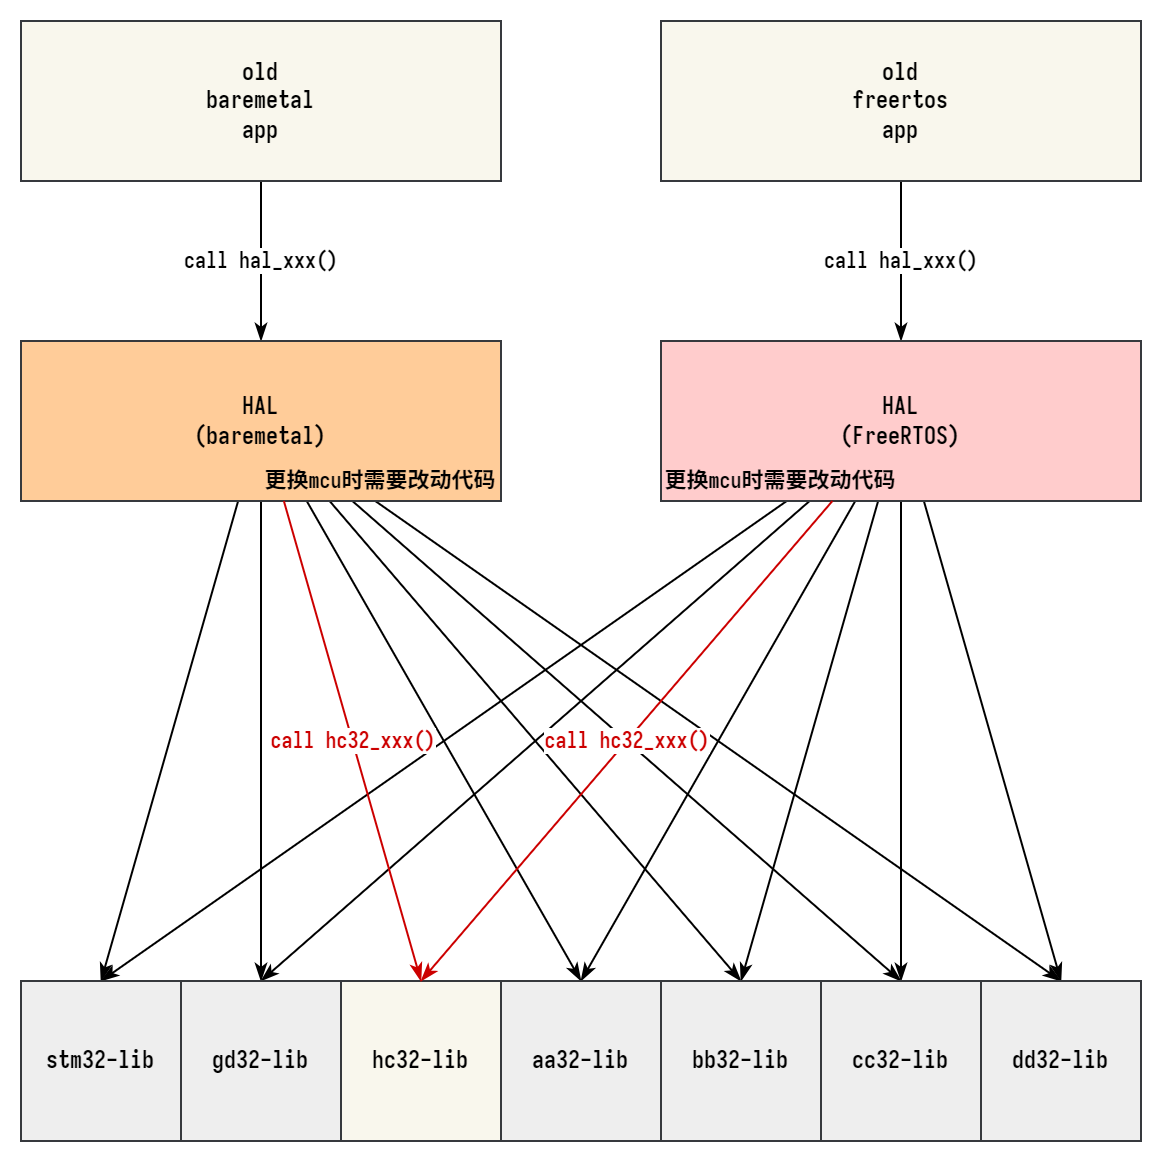 old
baremetal
app
old
freertos
app
call hal_xxx()
call hal_xxx()
HAL
(baremetal)
更换mcu时需要改动代码
HAL
(FreeRTOS)
更换mcu时需要改动代码
call hc32_xxx()
call hc32_xxx()
stm32-lib
gd32-lib
hc32-lib
aa32-lib
bb32-lib
cc32-lib
dd32-lib